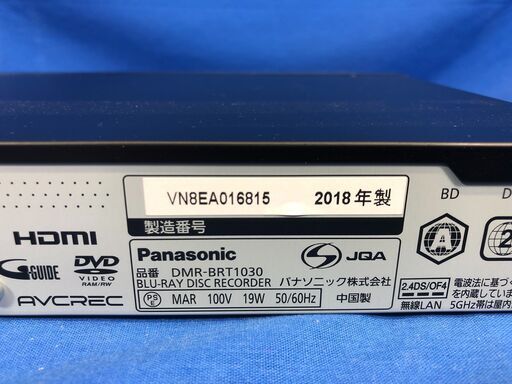 VN8EA016815 2018年製
製造番号
BD
A
2
HDMI
G-GUIDE
DVD
VIDEO
RAM/RW
AVCREC
Panasonic
JQA
品番 DMR-BRT1030
BLU-RAY DISC RECORDER パナソニック株式会社
PS E MAR 100V 19W 50/60Hz 中国製
2.4DS/OF4
無線LAN
電波法に基づく
内蔵されてい
5GHz帯は屋内